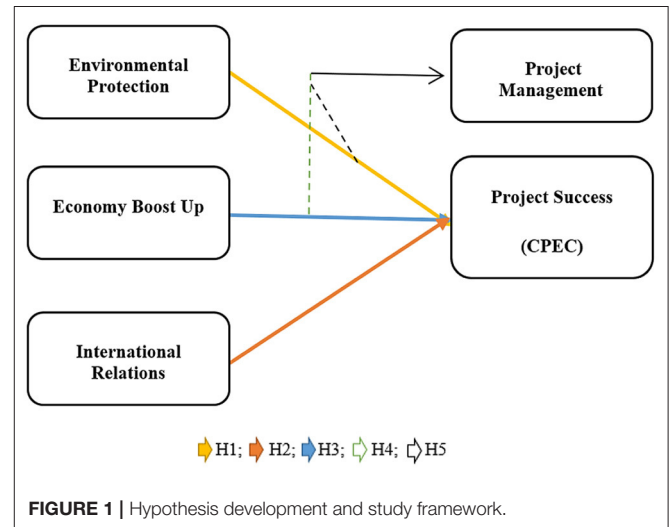 Environmental
Protection
Project
Management
Economy Boost Up
Project Success
(CPEC)
International
Relations
H1; H2; H3; H4; H5
FIGURE 1 | Hypothesis development and study framework.